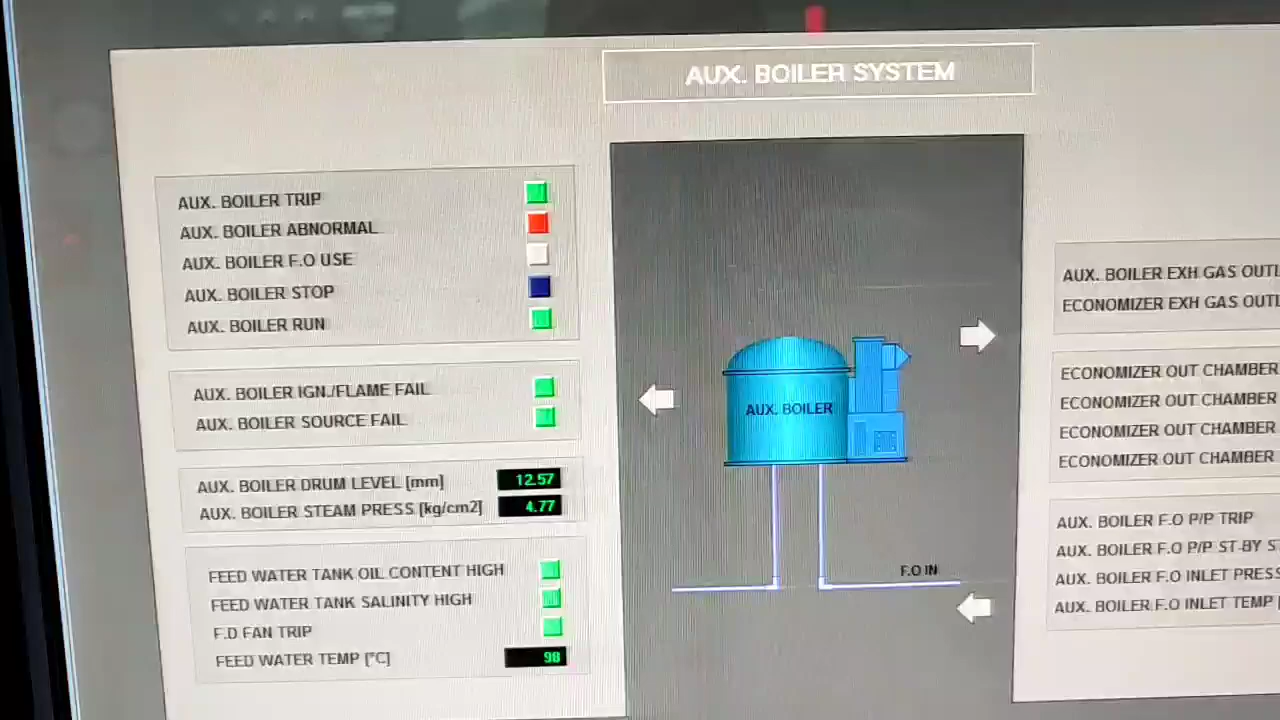 AUX. BOILER SYSTEM
AUX. BOILER TRIP
AUX. BOILER ABNORMAL
AUX. BOILER F.O USE
AUX. BOILER STOP
AUX. BOILER RUN
AUX. BOILER IGN./FLAME FAIL
AUX. BOILER SOURCE FAIL
AUX. BOILER DRUM LEVEL [mm] 12.57
AUX. BOILER STEAM PRESS [kg/cm2] 4.77
FEED WATER TANK OIL CONTENT HIGH
FEED WATER TANK SALINITY HIGH
F.D FAN TRIP
FEED WATER TEMP [°C] 98
AUX. BOILER
F.O IN
AUX. BOILER EXH GAS OUTL
ECONOMIZER EXH GAS OUTL
ECONOMIZER OUT CHAMBER
ECONOMIZER OUT CHAMBER
ECONOMIZER OUT CHAMBER
ECONOMIZER OUT CHAMBER
AUX. BOILER F.O P/P TRIP
AUX. BOILER F.O P/P ST-BY ST
AUX. BOILER F.O INLET PRESS
AUX. BOILER F.O INLET TEMP [